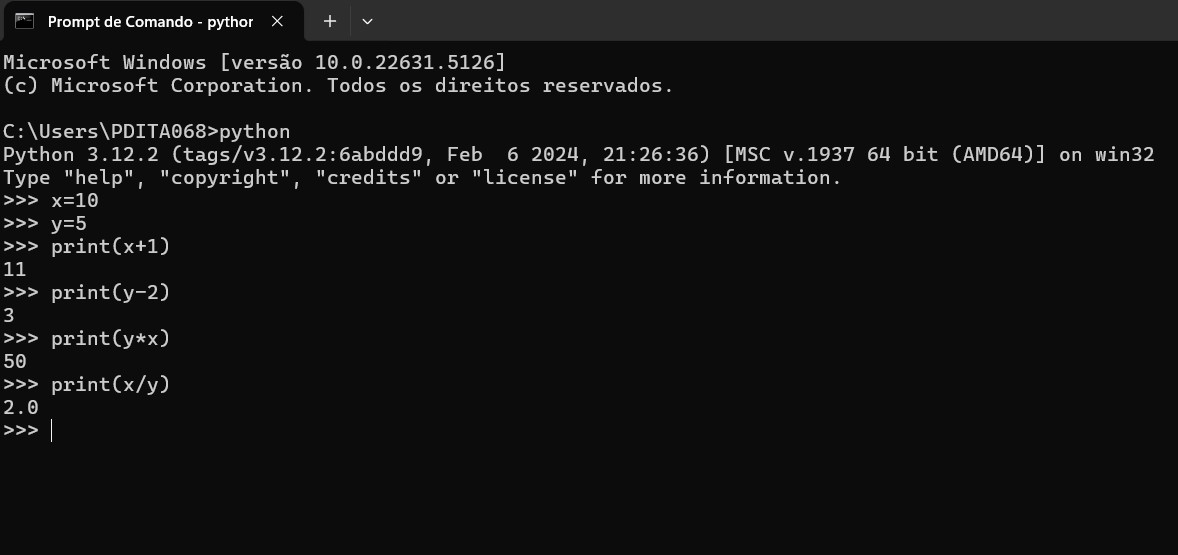 Prompt de Comando - python
Microsoft Windows [versão 10.0.22631.5126]
(c) Microsoft Corporation. Todos os direitos reservados.
C:\Users\PDITA068>python
Python 3.12.2 (tags/v3.12.2:6abddd9, Feb  6 2024, 21:26:36) [MSC v.1937 64 bit (AMD64)] on win32
Type "help", "copyright", "credits" or "license" for more information.
>>> x=10
>>> y=5
>>> print(x+1)
11
>>> print(y-2)
3
>>> print(y*x)
50
>>> print(x/y)
2.0
>>>